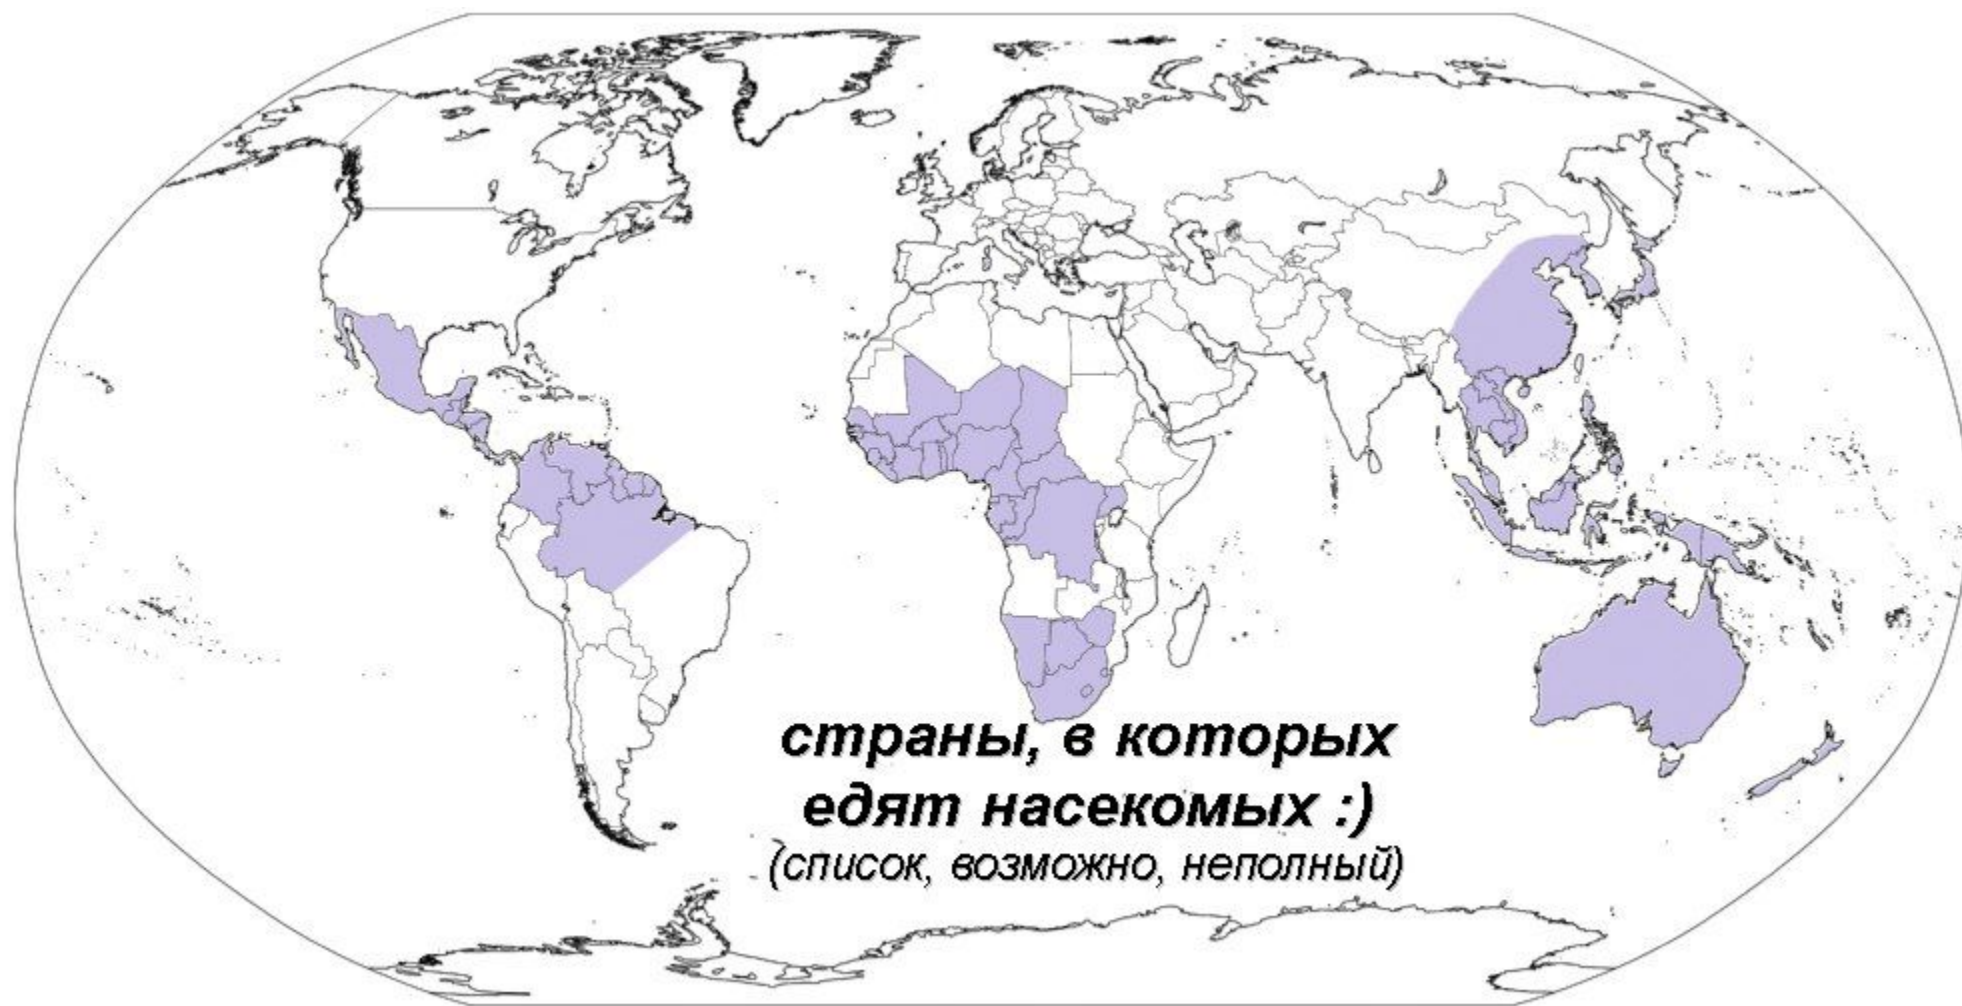 страны, в которых
едят насекомых :)
(список, возможно, неполный)